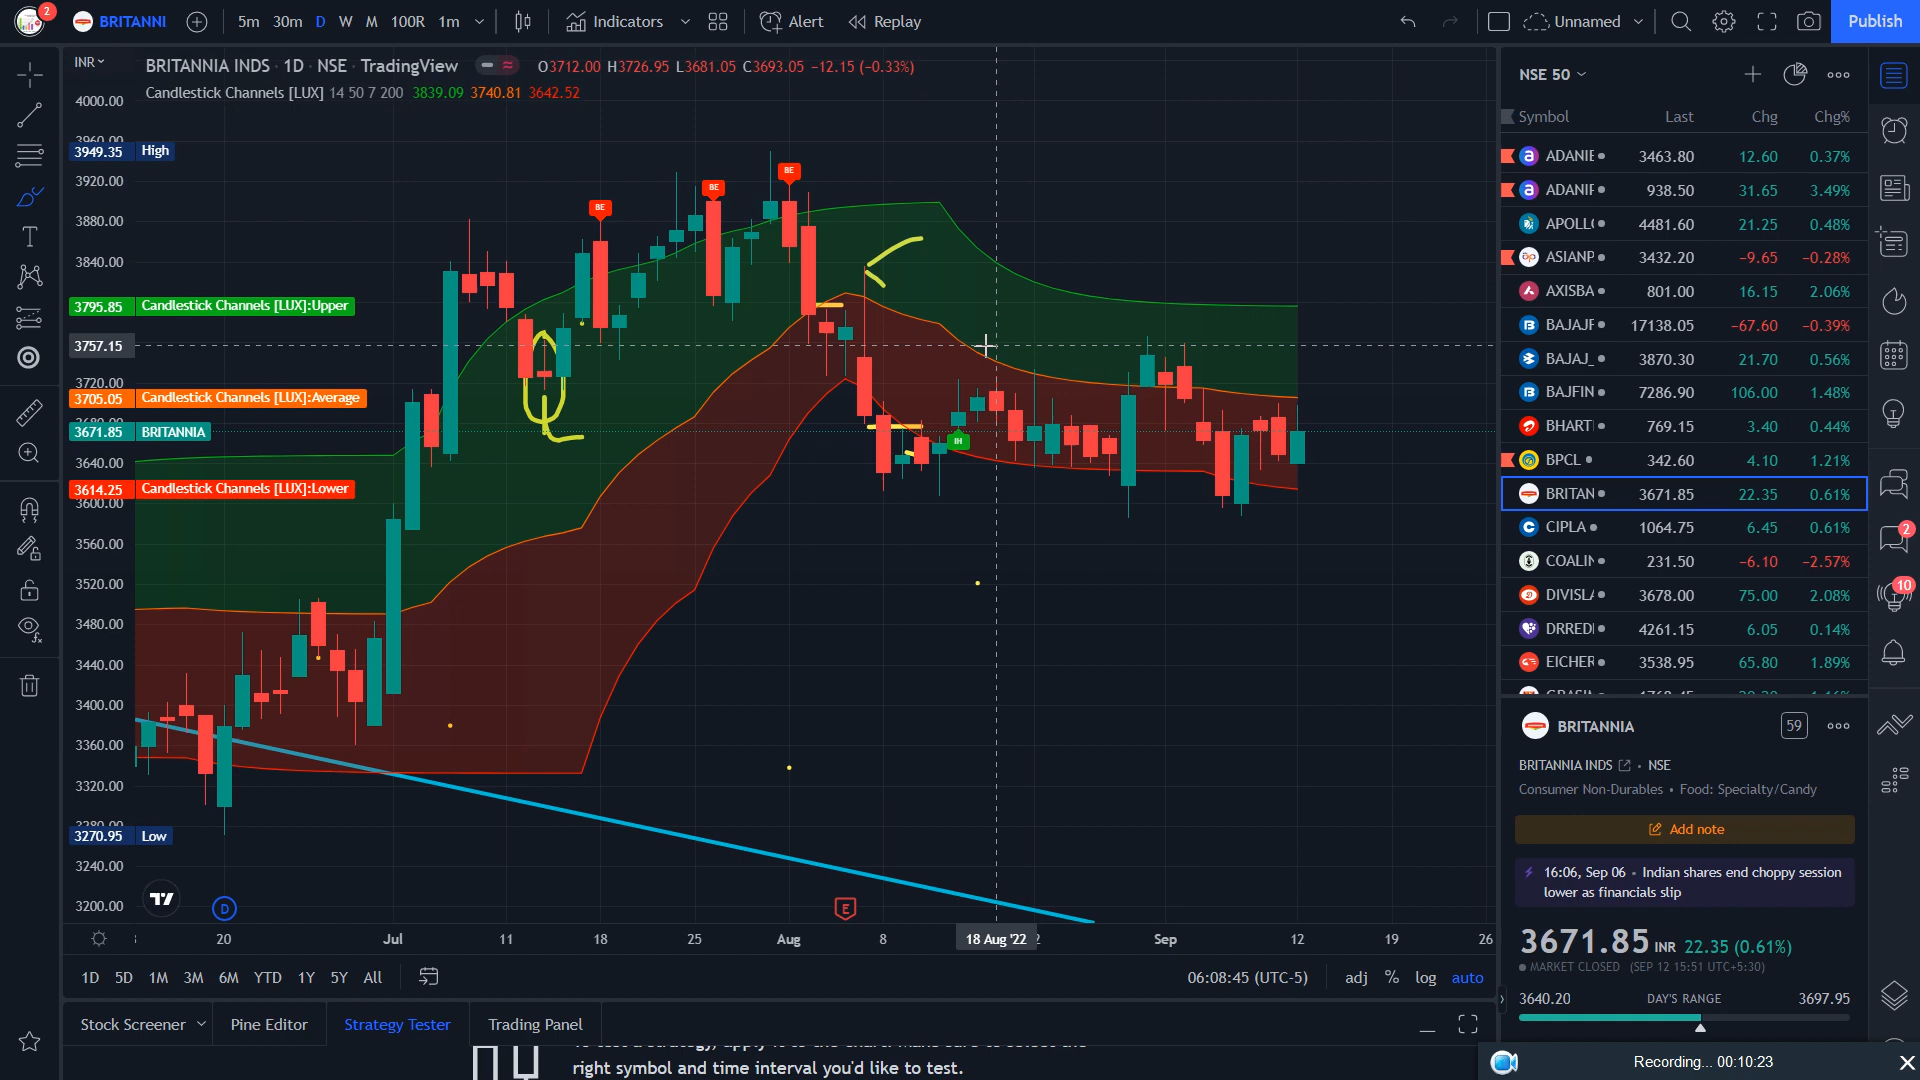 2
BRITANNI
5m 30m D W M 100R 1m
Indicators
Alert
Replay
Unnamed
Publish
INR
BRITANNIA INDS · 1D · NSE · TradingView
O3712.00 H3726.95 L3681.05 C3693.05 −12.15 (−0.33%)
Candlestick Channels [LUX] 14 50 7 200 3839.09 3740.81 3642.52
4000.00
3960.00
3949.35 High
3920.00
3880.00
3840.00
3795.85 Candlestick Channels [LUX]:Upper
3757.15
3720.00
3705.05 Candlestick Channels [LUX]:Average
3671.85 BRITANNIA
3640.00
3614.25 Candlestick Channels [LUX]:Lower
3600.00
3560.00
3520.00
3480.00
3440.00
3400.00
3360.00
3320.00
3270.95 Low
3240.00
3200.00
BE
BE
BE
IH
D
E
20 Jul 11 18 25 Aug 8 18 Aug '22 Sep 12 19 26
1D 5D 1M 3M 6M YTD 1Y 5Y All
06:08:45 (UTC-5)
adj % log auto
Stock Screener
Pine Editor
Strategy Tester
Trading Panel
right symbol and time interval you'd like to test.
NSE 50
Symbol Last Chg Chg%
ADANIE 3463.80 12.60 0.37%
ADANIP 938.50 31.65 3.49%
APOLL 4481.60 21.25 0.48%
ASIANP 3432.20 −9.65 −0.28%
AXISBA 801.00 16.15 2.06%
BAJAJF 17138.05 −67.60 −0.39%
BAJAJ_ 3870.30 21.70 0.56%
BAJFIN 7286.90 106.00 1.48%
BHARTI 769.15 3.40 0.44%
BPCL 342.60 4.10 1.21%
BRITAN 3671.85 22.35 0.61%
CIPLA 1064.75 6.45 0.61%
COALIN 231.50 −6.10 −2.57%
DIVISLA 3678.00 75.00 2.08%
DRREDI 4261.15 6.05 0.14%
EICHER 3538.95 65.80 1.89%
BRITANNIA
59
BRITANNIA INDS · NSE
Consumer Non-Durables • Food: Specialty/Candy
Add note
16:06, Sep 06 • Indian shares end choppy session
lower as financials slip
3671.85 INR 22.35 (0.61%)
MARKET CLOSED (SEP 12 15:51 UTC+5:30)
3640.20 DAY'S RANGE 3697.95
2
10
Recording... 00:10:23